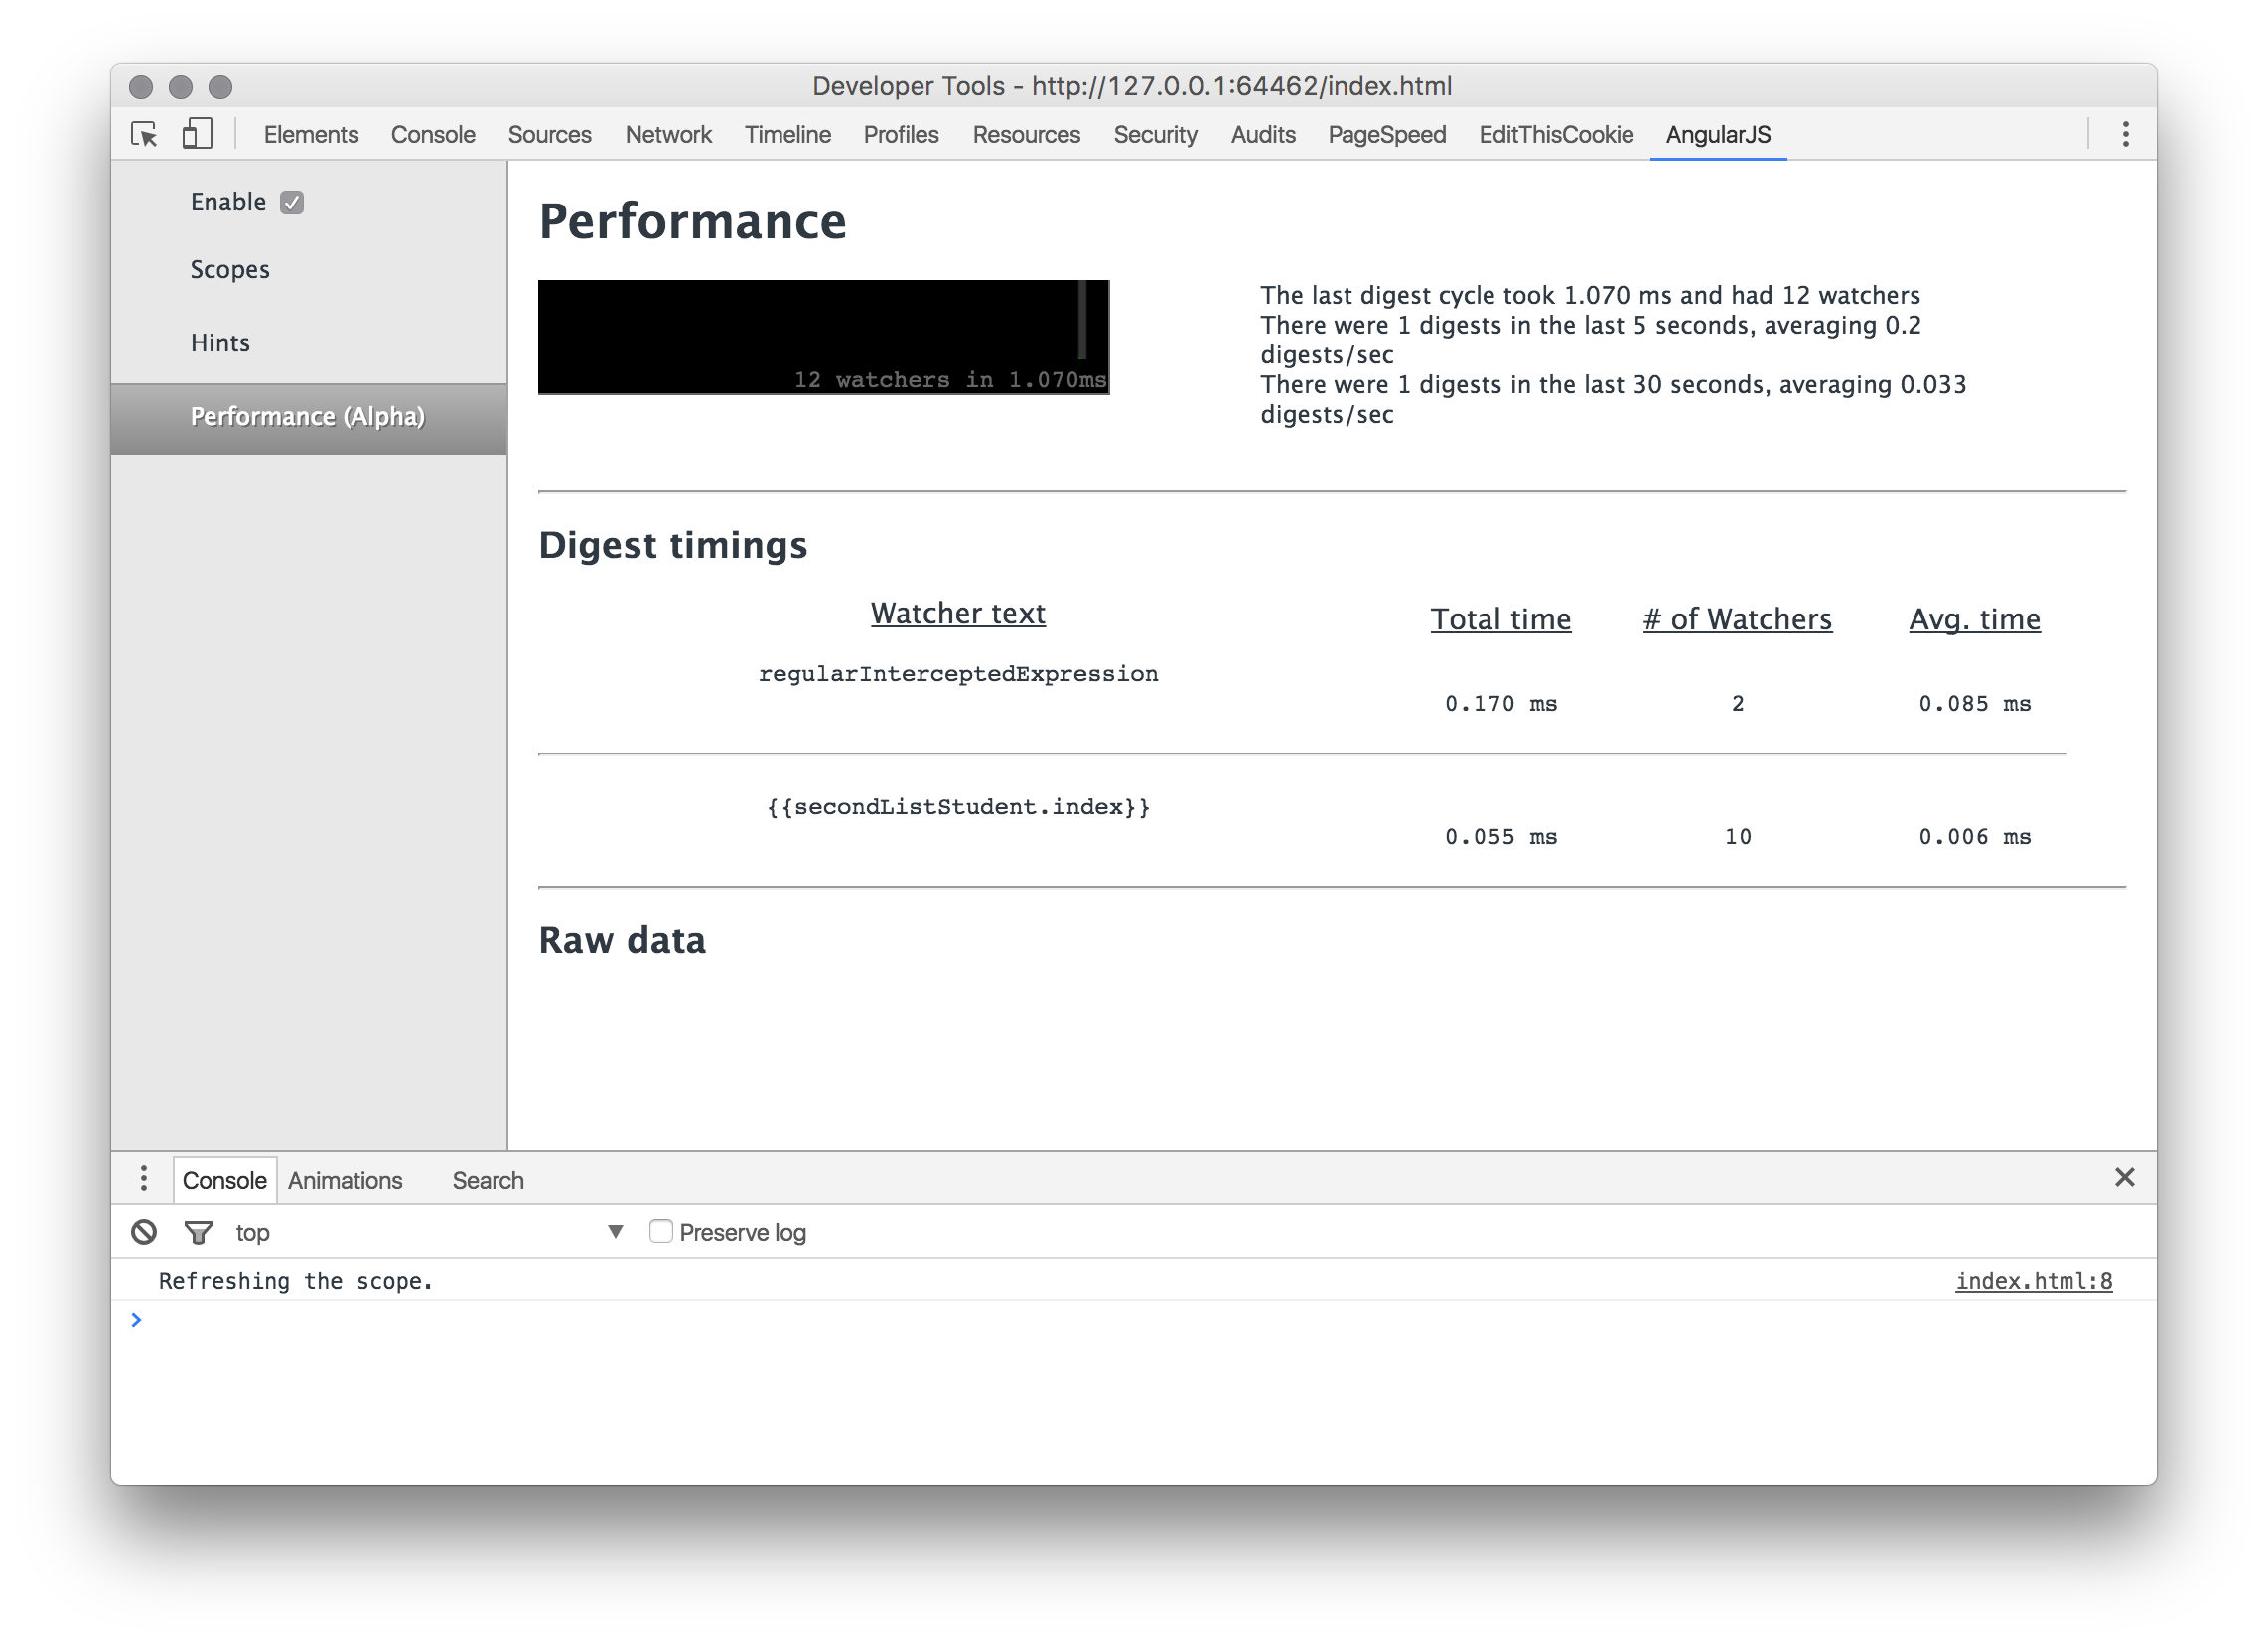 Developer Tools - http://127.0.0.1:64462/index.html
Elements Console Sources Network Timeline Profiles Resources Security Audits PageSpeed EditThisCookie AngularJS
Enable
Scopes
Hints
Performance (Alpha)
Performance
12 watchers in 1.070ms
The last digest cycle took 1.070 ms and had 12 watchers
There were 1 digests in the last 5 seconds, averaging 0.2
digests/sec
There were 1 digests in the last 30 seconds, averaging 0.033
digests/sec
Digest timings
Watcher text Total time # of Watchers Avg. time
regularInterceptedExpression
0.170 ms 2 0.085 ms
{{secondListStudent.index}}
0.055 ms 10 0.006 ms
Raw data
Console Animations Search
top Preserve log
Refreshing the scope. index.html:8